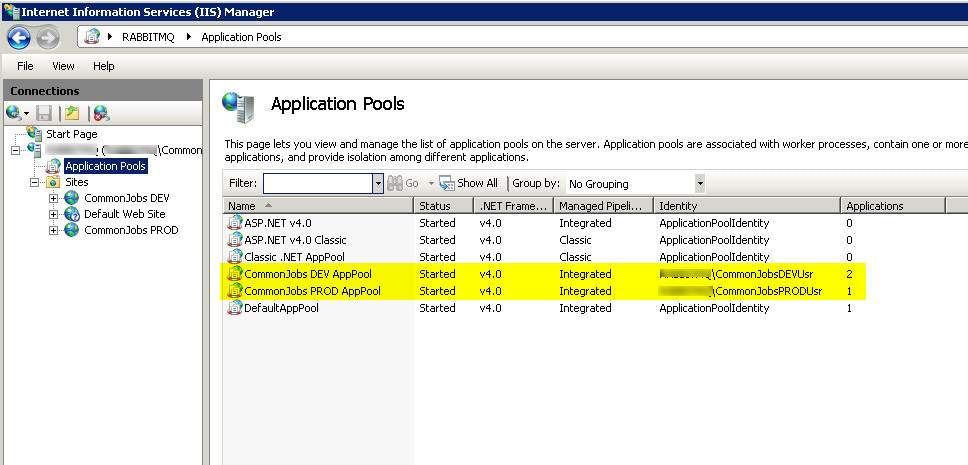 Internet Information Services (IIS) Manager
RABBITMQ Application Pools
File View Help
Connections
Start Page
\Common
Application Pools
Sites
CommonJobs DEV
Default Web Site
CommonJobs PROD
Application Pools
This page lets you view and manage the list of application pools on the server. Application pools are associated with worker processes, contain one or more
applications, and provide isolation among different applications.
Filter: Go Show All Group by: No Grouping
Name Status .NET Frame... Managed Pipeli... Identity Applications
ASP.NET v4.0 Started v4.0 Integrated ApplicationPoolIdentity 0
ASP.NET v4.0 Classic Started v4.0 Classic ApplicationPoolIdentity 0
Classic .NET AppPool Started v4.0 Classic ApplicationPoolIdentity 0
CommonJobs DEV AppPool Started v4.0 Integrated \CommonJobsDEVUsr 2
CommonJobs PROD AppPool Started v4.0 Integrated \CommonJobsPRODUsr 1
DefaultAppPool Started v4.0 Integrated ApplicationPoolIdentity 1